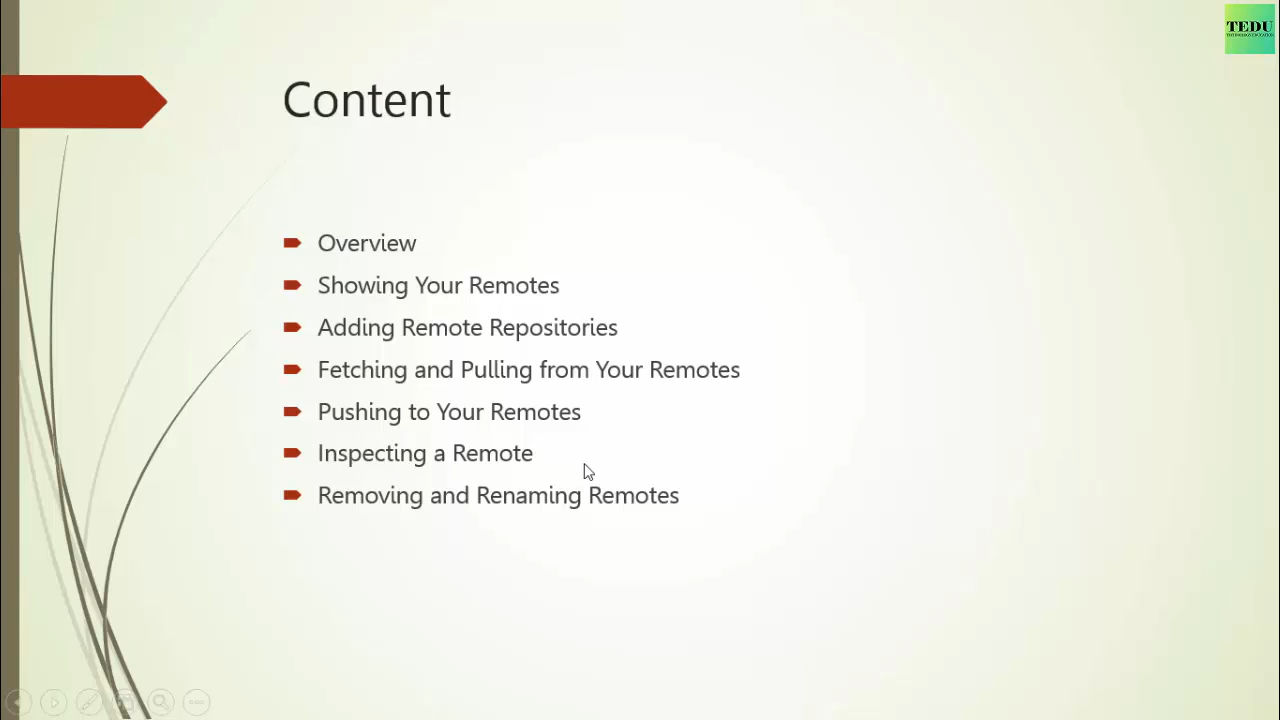 TEDU
Content
Overview
Showing Your Remotes
Adding Remote Repositories
Fetching and Pulling from Your Remotes
Pushing to Your Remotes
Inspecting a Remote
Removing and Renaming Remotes